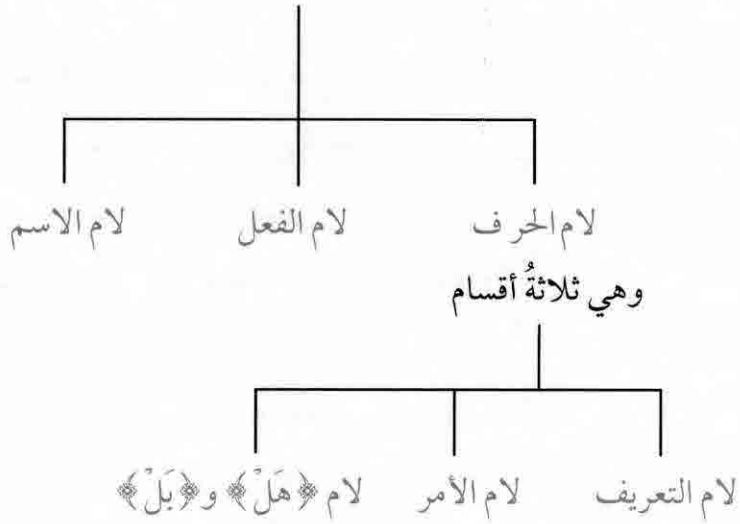 لام الحرف لام الفعل لام الاسم
وهي ثلاثةُ أقسام
لام التعريف لام الأمر لام ﴿هَلْ﴾ و﴿بَلْ﴾